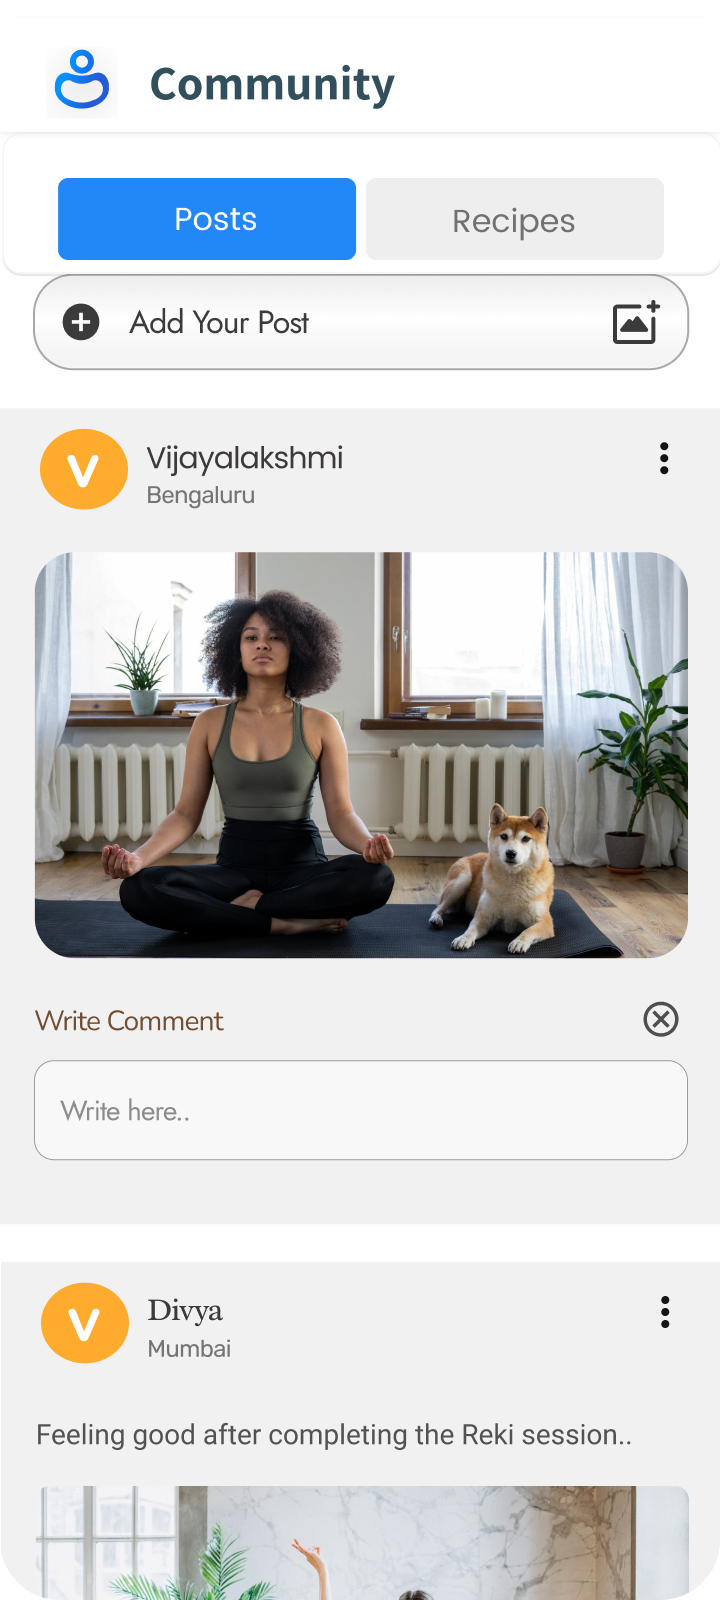 Community
Posts
Recipes
Add Your Post
V
Vijayalakshmi
Bengaluru
Write Comment
Write here..
V
Divya
Mumbai
Feeling good after completing the Reki session..